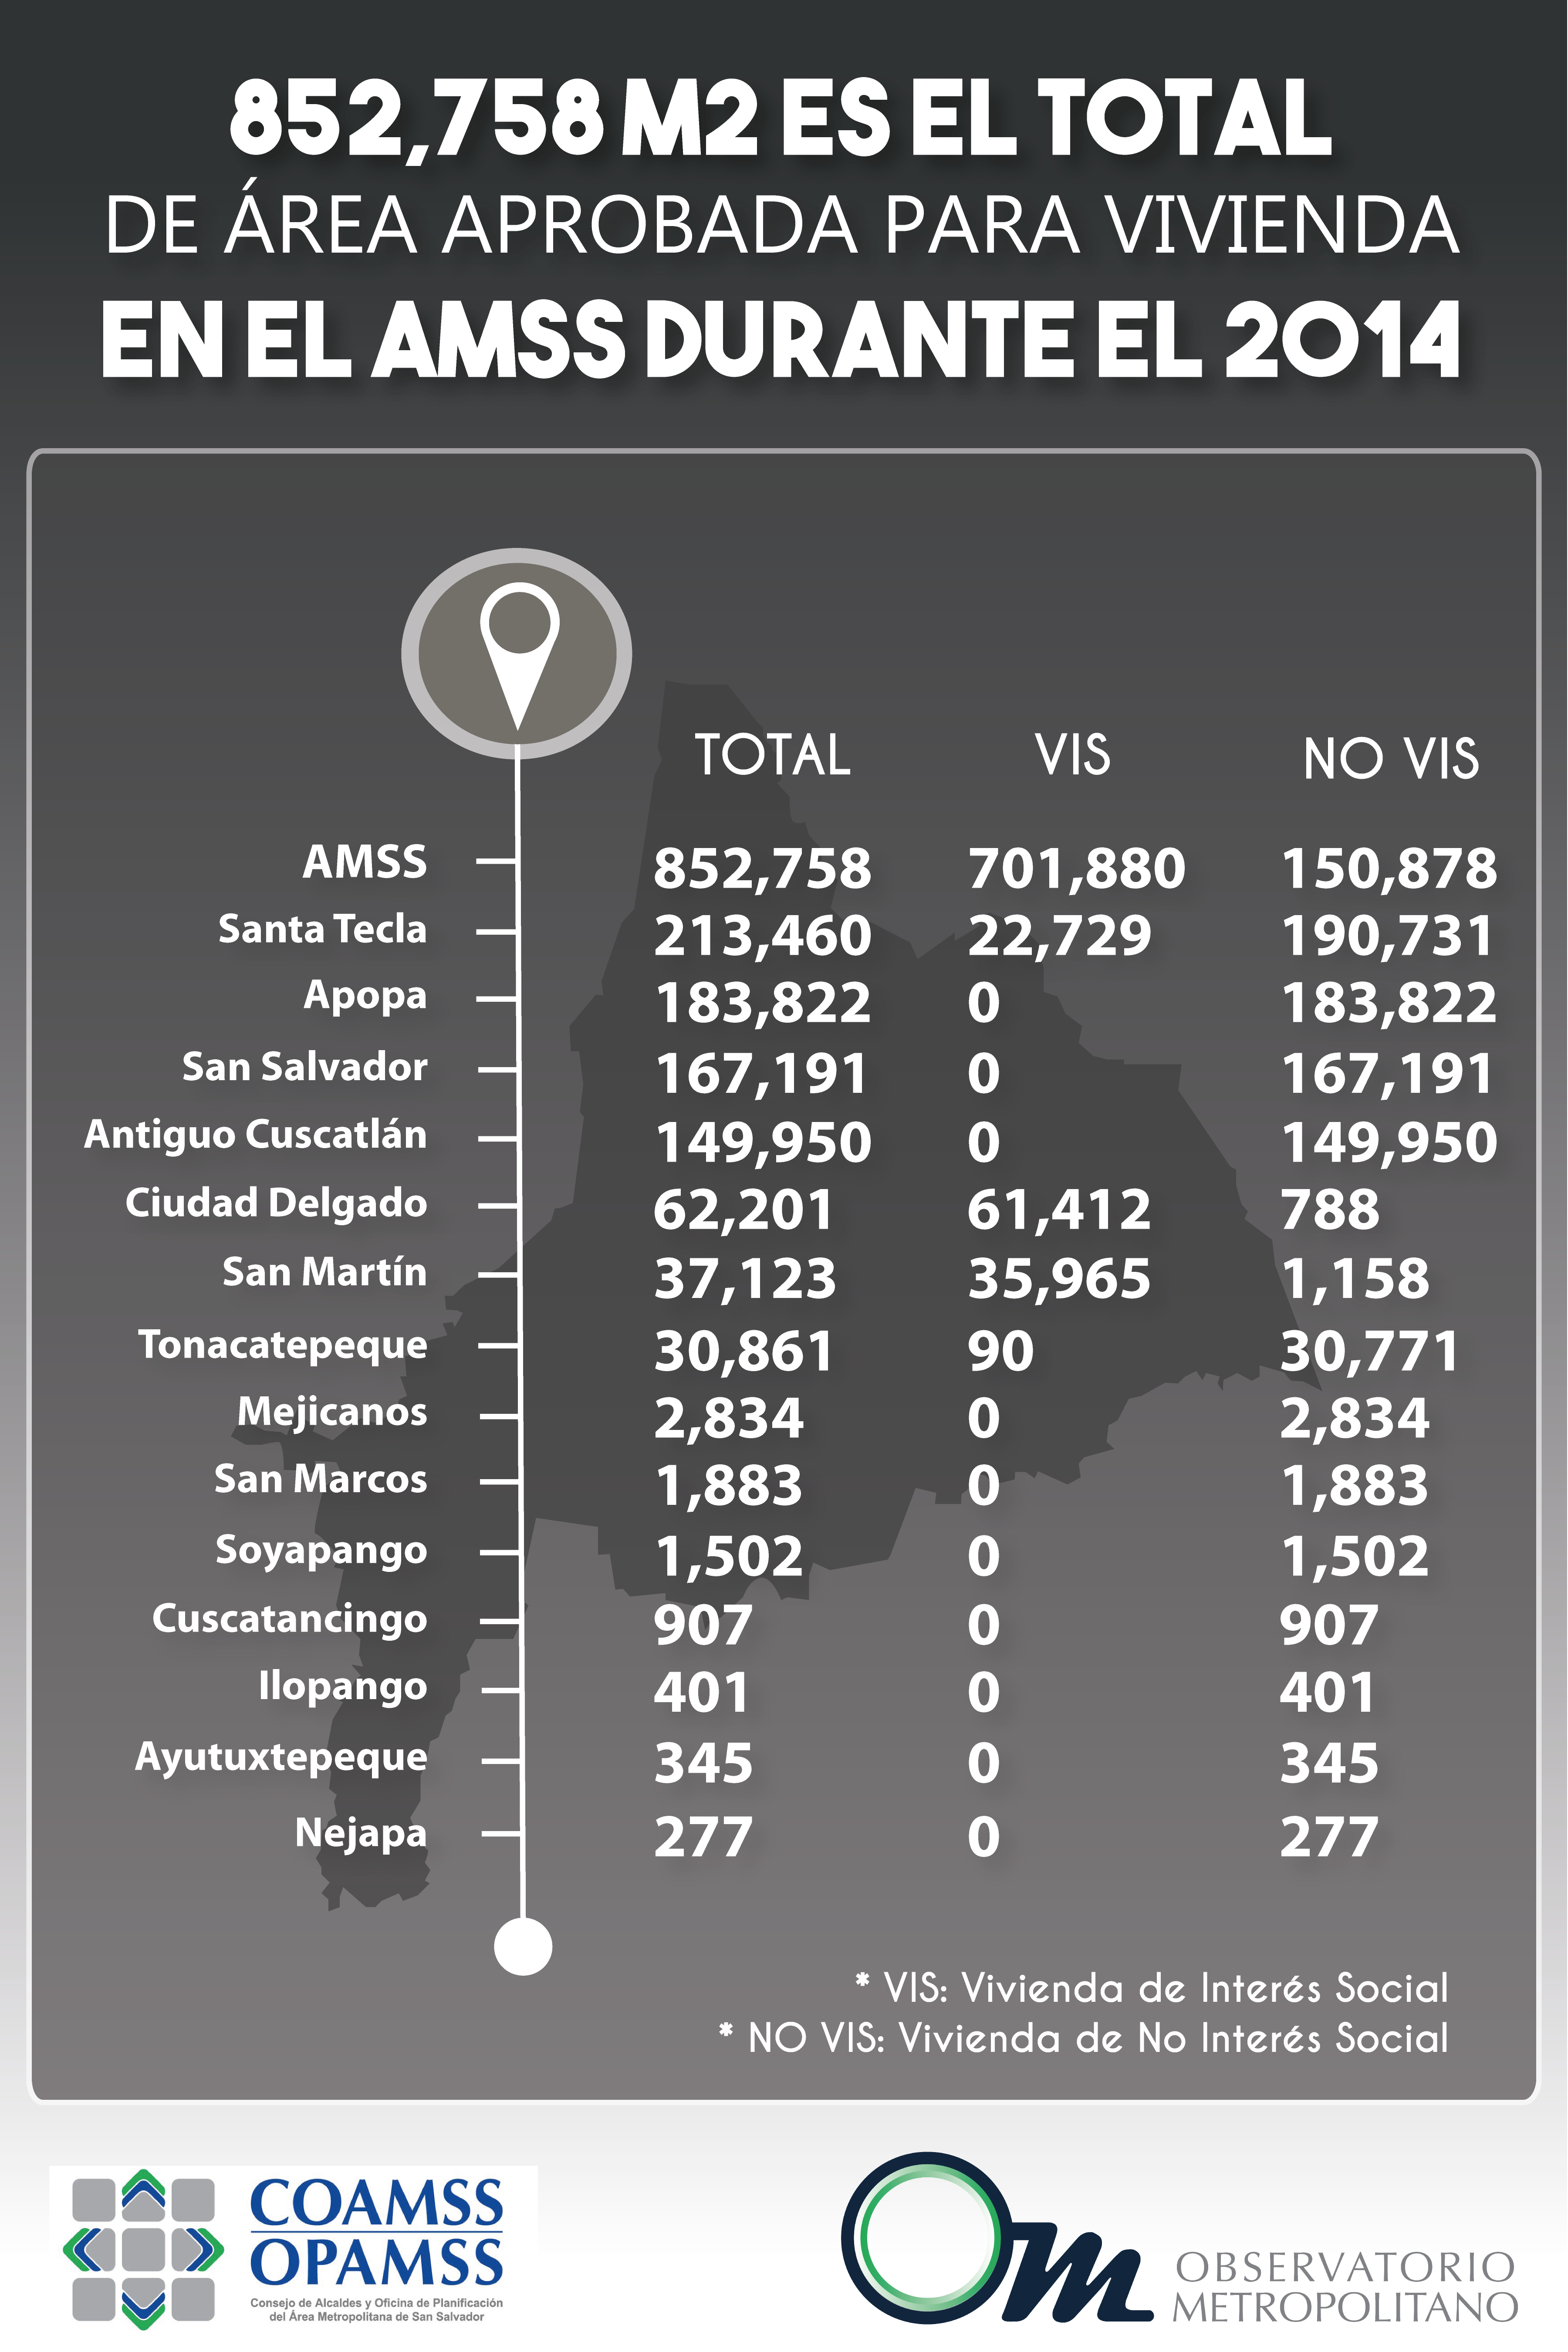 852,758 M2 ES EL TOTAL
DE ÁREA APROBADA PARA VIVIENDA
EN EL AMSS DURANTE EL 2014
TOTAL VIS NO VIS
AMSS 852,758 701,880 150,878
Santa Tecla 213,460 22,729 190,731
Apopa 183,822 0 183,822
San Salvador 167,191 0 167,191
Antiguo Cuscatlán 149,950 0 149,950
Ciudad Delgado 62,201 61,412 788
San Martín 37,123 35,965 1,158
Tonacatepeque 30,861 90 30,771
Mejicanos 2,834 0 2,834
San Marcos 1,883 0 1,883
Soyapango 1,502 0 1,502
Cuscatancingo 907 0 907
Ilopango 401 0 401
Ayutuxtepeque 345 0 345
Nejapa 277 0 277
* VIS: Vivienda de Interés Social
* NO VIS: Vivienda de No Interés Social
COAMSS
OPAMSS
Consejo de Alcaldes y Oficina de Planificación
del Área Metropolitana de San Salvador
Om
OBSERVATORIO
METROPOLITANO